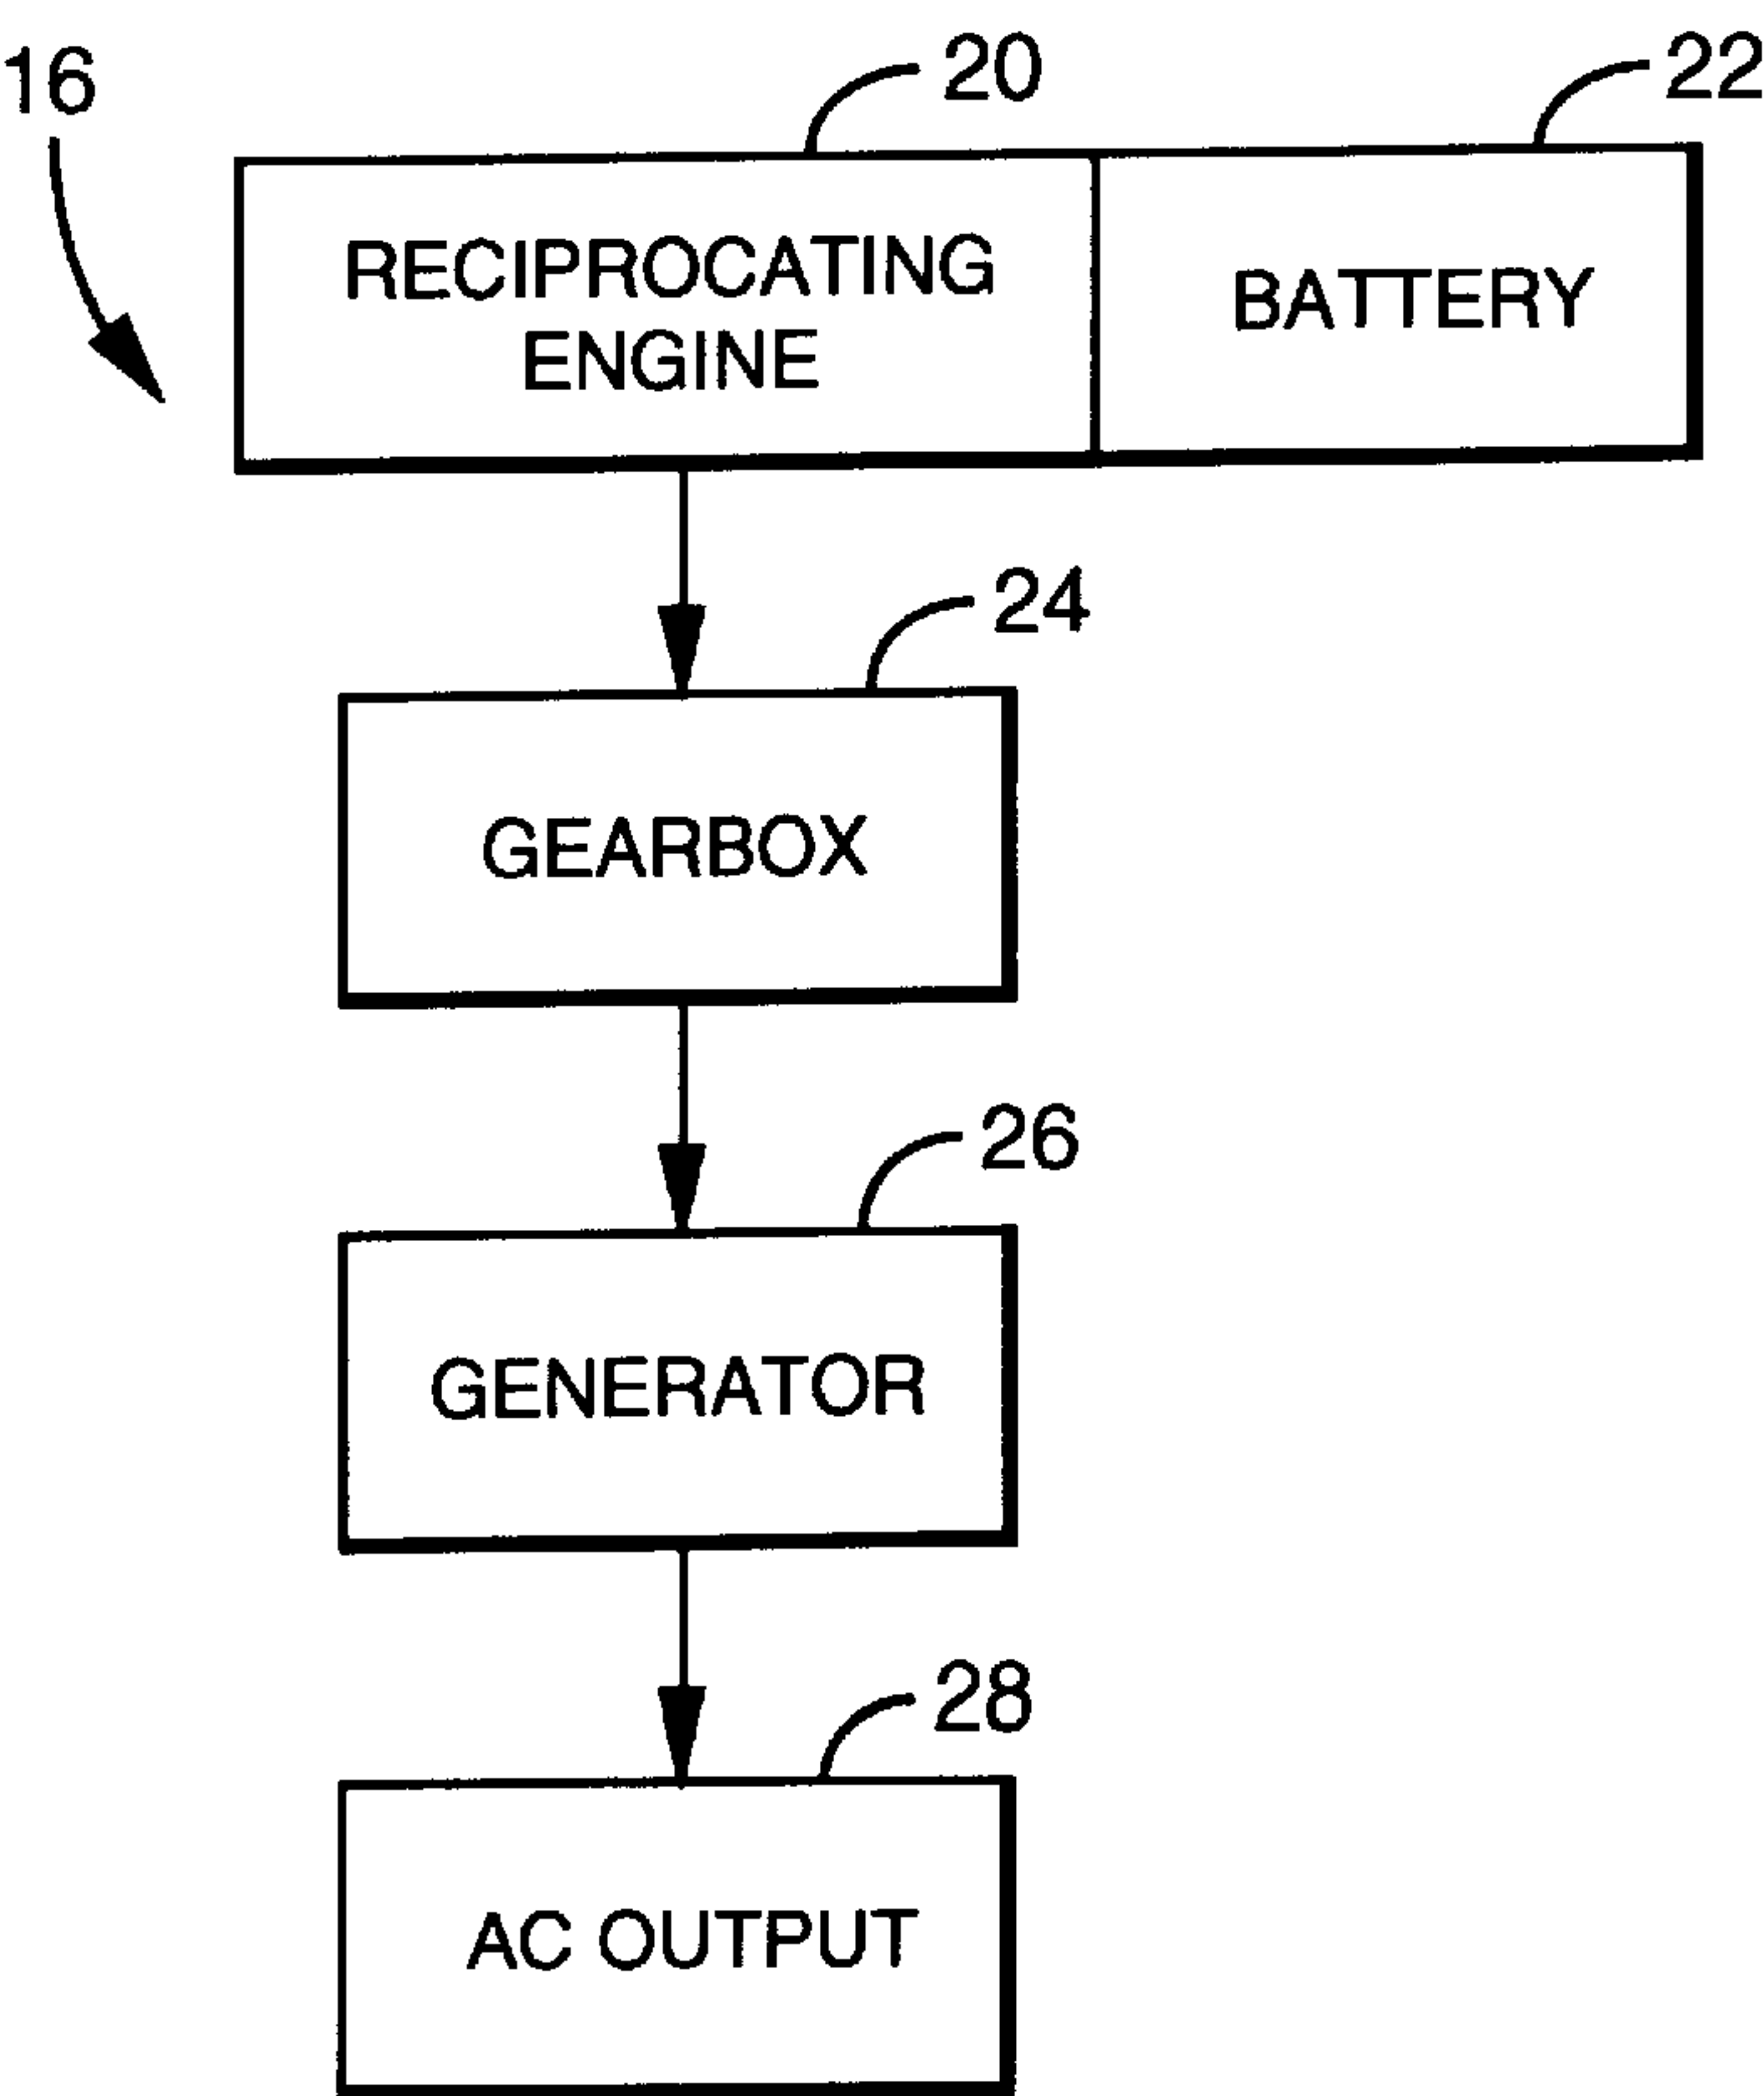 16
20
22
RECIPROCATING
ENGINE
BATTERY
24
GEARBOX
26
GENERATOR
28
AC OUTPUT